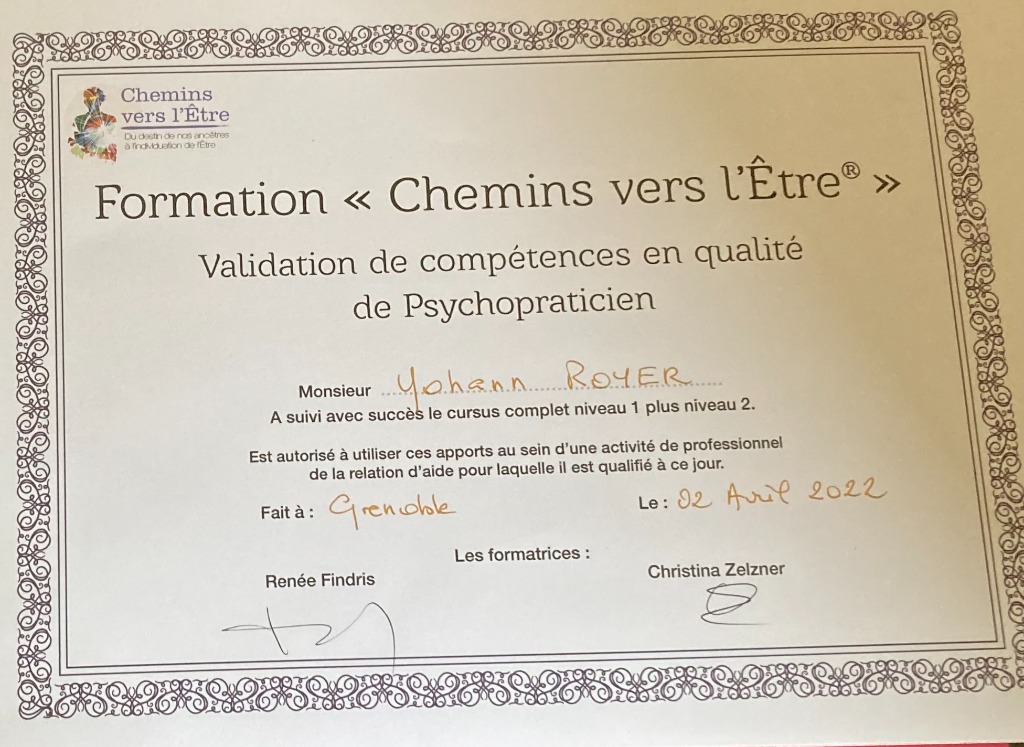 Chemins
vers l'Être
Du destin de nos ancêtres
à l'individuation de l'Être
Formation « Chemins vers l'Être® »
Validation de compétences en qualité
de Psychopraticien
Monsieur Yohann ROYER
A suivi avec succès le cursus complet niveau 1 plus niveau 2.
Est autorisé à utiliser ces apports au sein d'une activité de professionnel
de la relation d'aide pour laquelle il est qualifié à ce jour.
Fait à : Grenoble Le : 02 Avril 2022
Les formatrices :
Renée Findris Christina Zelzner